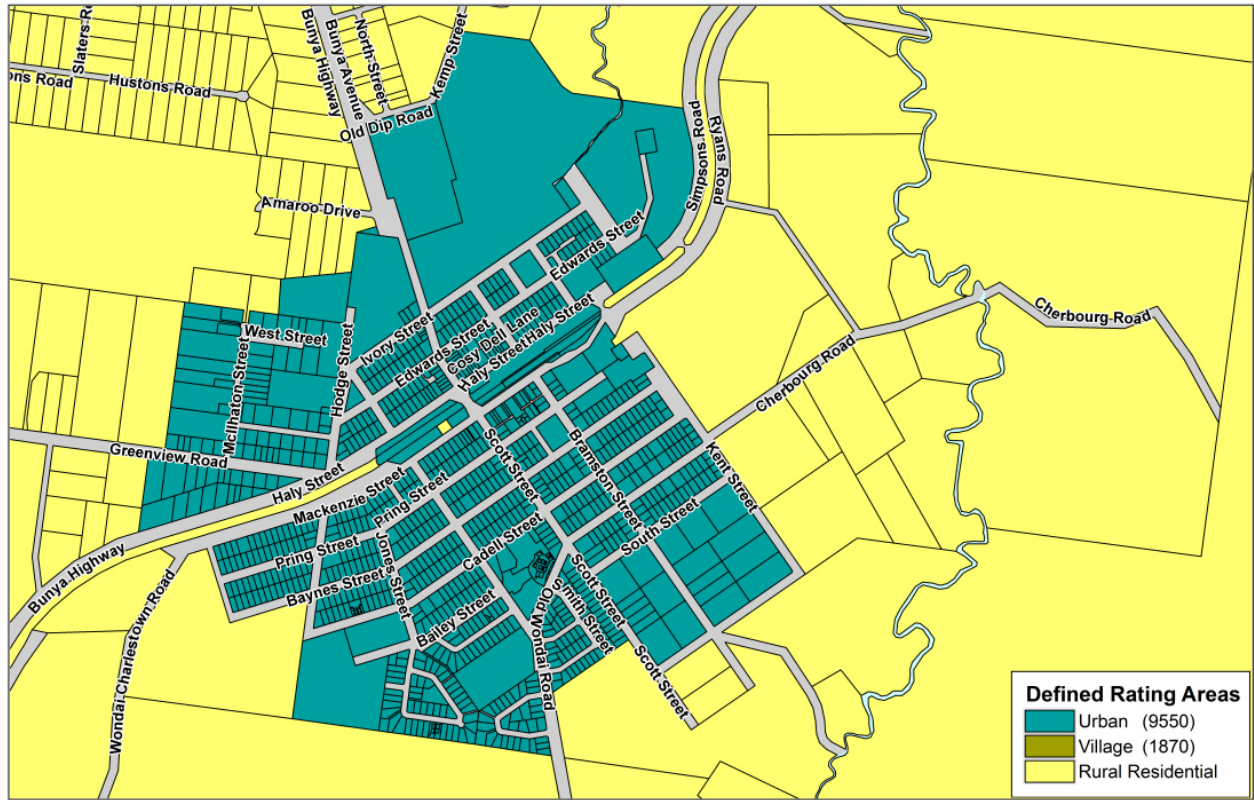 Slaters Ro
ons Road
Hustons Road
Bunya Highway
Bunya Avenue
North Street
Kemp Street
Old Dip Road
Simpsons Road
Ryans Road
Amaroo Drive
Edwards Street
Cherbourg Road
West Street
Ivory Street
Edwards Street
Cosy Dell Lane
Haly Street
Haly Street
Hodge Street
McIlhaton Street
Cherbourg Road
Greenview Road
Haly Street
Mackenzie Street
Scott Street
Bramston Street
Kent Street
Pring Street
South Street
Bunya Highway
Pring Street
Jones Street
Cadell Street
Baynes Street
Scott Street
Smith Street
Bailey Street
Old Wondai Road
Scott Street
Wondai Charlestown Road
Defined Rating Areas
Urban (9550)
Village (1870)
Rural Residential